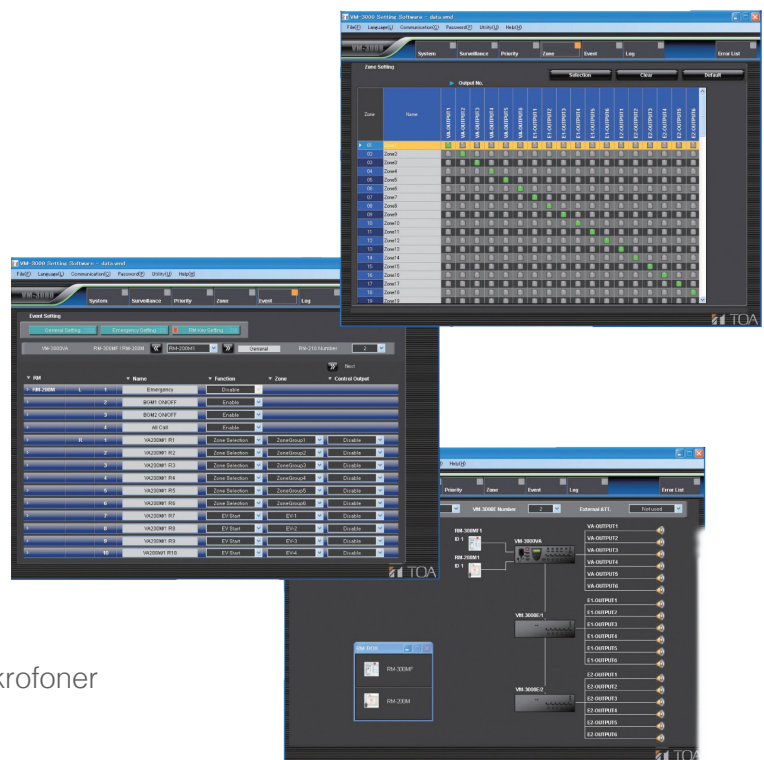 VM-3000 Setting Software - data.vmd
File(F) Language(L) Communication(C) Password(P) Utility(U) Help(H)
VM-3000 System Surveillance Priority Zone Event Log Error List
Zone Setting
Selection Clear Default
Output No.
Zone Name VA-OUTPUT1 VA-OUTPUT2 VA-OUTPUT3 VA-OUTPUT4 VA-OUTPUT5 VA-OUTPUT6 E1-OUTPUT1 E1-OUTPUT2 E1-OUTPUT3 E1-OUTPUT4 E1-OUTPUT5 E1-OUTPUT6 E2-OUTPUT1 E2-OUTPUT2 E2-OUTPUT3 E2-OUTPUT4 E2-OUTPUT5 E2-OUTPUT6
01
02 Zone2
03 Zone3
04 Zone4
05 Zone5
06 Zone6
07 Zone7
08 Zone8
09 Zone9
10 Zone10
11 Zone11
12 Zone12
13 Zone13
14 Zone14
15 Zone15
16 Zone16
17 Zone17
18 Zone18
19 Zone19
TOA
VM-3000 Setting Software - data.vmd
File(F) Language(L) Communication(C) Password(P) Utility(U) Help(H)
VM-3000 System Surveillance Priority Zone Event Log
Event Setting
General Setting Emergency Setting RM-key Setting
VM-3000VA RM-300MF / RM-200M RM-200M1 General RM-210 Number 2
Next
RM Name Function Zone Control Output
RM-200M L 1 Emergency Disable
2 BGM1 ON/OFF Enable
3 BGM2 ON/OFF Enable
4 All Call Enable
R 1 VA200M1 R1 Zone Selection ZoneGroup1 Disable
2 VA200M1 R2 Zone Selection ZoneGroup2 Disable
3 VA200M1 R3 Zone Selection ZoneGroup3 Disable
4 VA200M1 R4 Zone Selection ZoneGroup4 Disable
5 VA200M1 R5 Zone Selection ZoneGroup5 Disable
6 VA200M1 R6 Zone Selection ZoneGroup6 Disable
7 VA200M1 R7 EV Start EV-1 Disable
8 VA200M1 R8 EV Start EV-2 Disable
9 VA200M1 R9 EV Start EV-3 Disable
10 VA200M1 R10 EV Start EV-4 Disable
TOA
Help(H)
Priority Zone Event Log Error List
VM-3000E Number 2 External ATT. Not used
RM-300MF1
ID 1
RM-200M1
ID 1
VM-3000VA
VA-OUTPUT1
VA-OUTPUT2
VA-OUTPUT3
VA-OUTPUT4
VA-OUTPUT5
VA-OUTPUT6
VM-3000E/1
E1-OUTPUT1
E1-OUTPUT2
E1-OUTPUT3
E1-OUTPUT4
E1-OUTPUT5
E1-OUTPUT6
VM-3000E/2
E2-OUTPUT1
E2-OUTPUT2
E2-OUTPUT3
E2-OUTPUT4
E2-OUTPUT5
E2-OUTPUT6
RM BOX
RM-300MF
RM-200M
TOA
krofoner